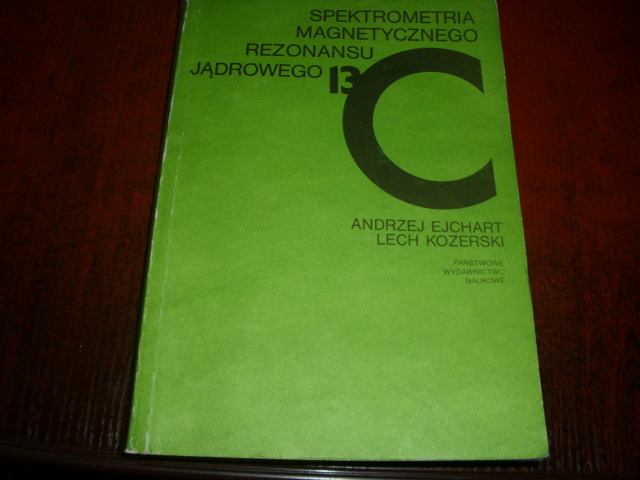 SPEKTROMETRIA
MAGNETYCZNEGO
REZONANSU
JĄDROWEGO 13C
ANDRZEJ EJCHART
LECH KOZERSKI
PAŃSTWOWE
WYDAWNICTWO
NAUKOWE